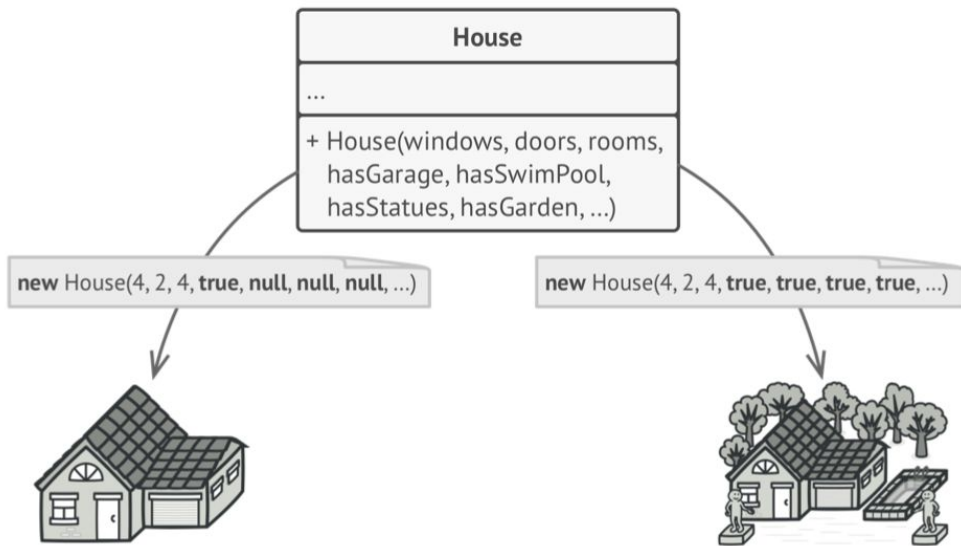 House
...
+ House(windows, doors, rooms,
hasGarage, hasSwimPool,
hasStatues, hasGarden, ...)
new House(4, 2, 4, true, null, null, null, ...)
new House(4, 2, 4, true, true, true, true, ...)